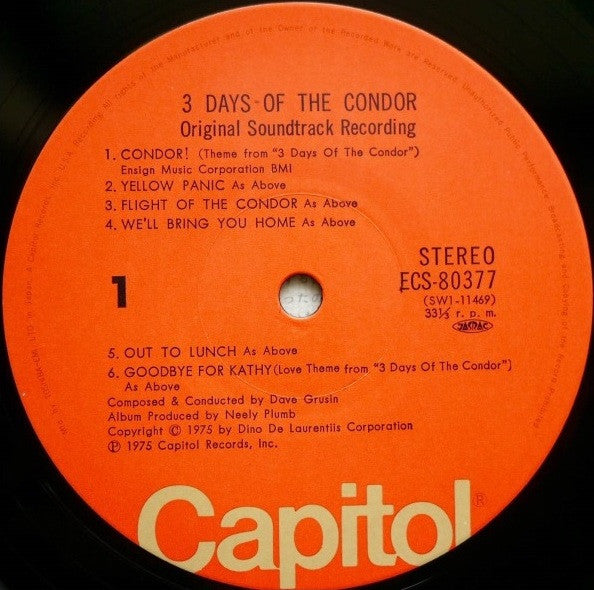 3 DAYS OF THE CONDOR
Original Soundtrack Recording
1. CONDOR! (Theme from "3 Days Of The Condor")
Ensign Music Corporation BMI
2. YELLOW PANIC As Above
3. FLIGHT OF THE CONDOR As Above
4. WE'LL BRING YOU HOME As Above
1
STEREO
ECS-80377
(SW1-11469)
33⅓ r. p. m.
JASRAC
5. OUT TO LUNCH As Above
6. GOODBYE FOR KATHY (Love Theme from "3 Days Of The Condor")
As Above
Composed & Conducted by Dave Grusin
Album Produced by Neely Plumb
Copyright © 1975 by Dino De Laurentiis Corporation
℗ 1975 Capitol Records, Inc.
Capitol®